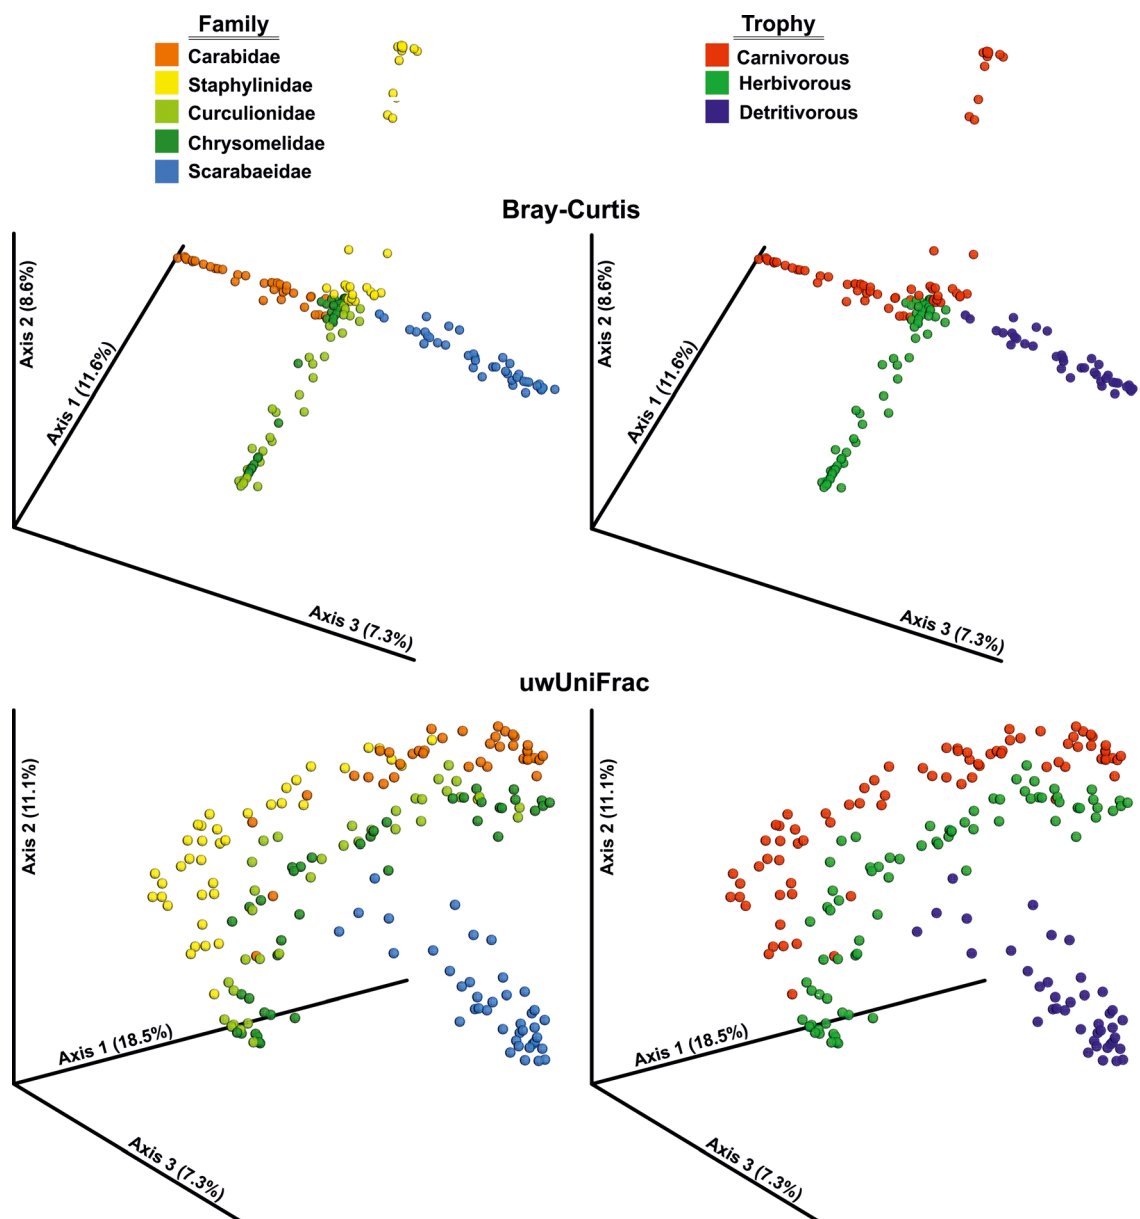 Family
Carabidae
Staphylinidae
Curculionidae
Chrysomelidae
Scarabaeidae
Trophy
Carnivorous
Herbivorous
Detritivorous
Bray-Curtis
Axis 2 (8.6%)
Axis 1 (11.6%)
Axis 3 (7.3%)
Axis 2 (8.6%)
Axis 1 (11.6%)
Axis 3 (7.3%)
uwUniFrac
Axis 2 (11.1%)
Axis 1 (18.5%)
Axis 3 (7.3%)
Axis 2 (11.1%)
Axis 1 (18.5%)
Axis 3 (7.3%)